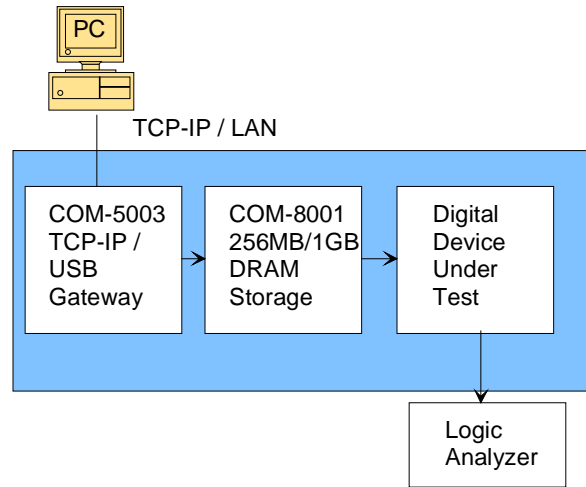 PC
TCP-IP / LAN
COM-5003
TCP-IP /
USB
Gateway
COM-8001
256MB/1GB
DRAM
Storage
Digital
Device
Under
Test
Logic
Analyzer